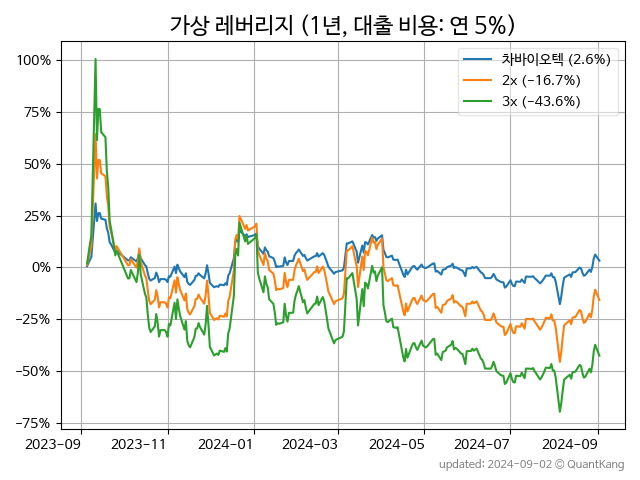 가상 레버리지 (1년, 대출 비용: 연 5%)
차바이오텍 (2.6%)
2x (−16.7%)
3x (−43.6%)
100%
75%
50%
25%
0%
−25%
−50%
−75%
2023-09 2023-11 2024-01 2024-03 2024-05 2024-07 2024-09
updated: 2024-09-02 © QuantKang